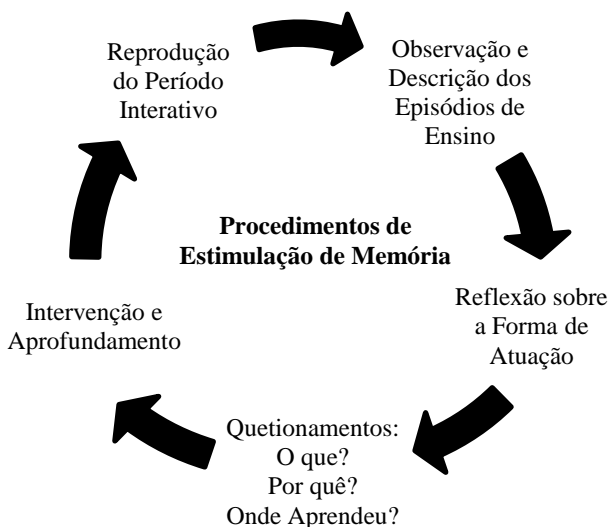 Reprodução
do Período
Interativo
Observação e
Descrição dos
Episódios de
Ensino
Procedimentos de
Estimulação de Memória
Reflexão sobre
a Forma de
Atuação
Intervenção e
Aprofundamento
Quetionamentos:
O que?
Por quê?
Onde Aprendeu?